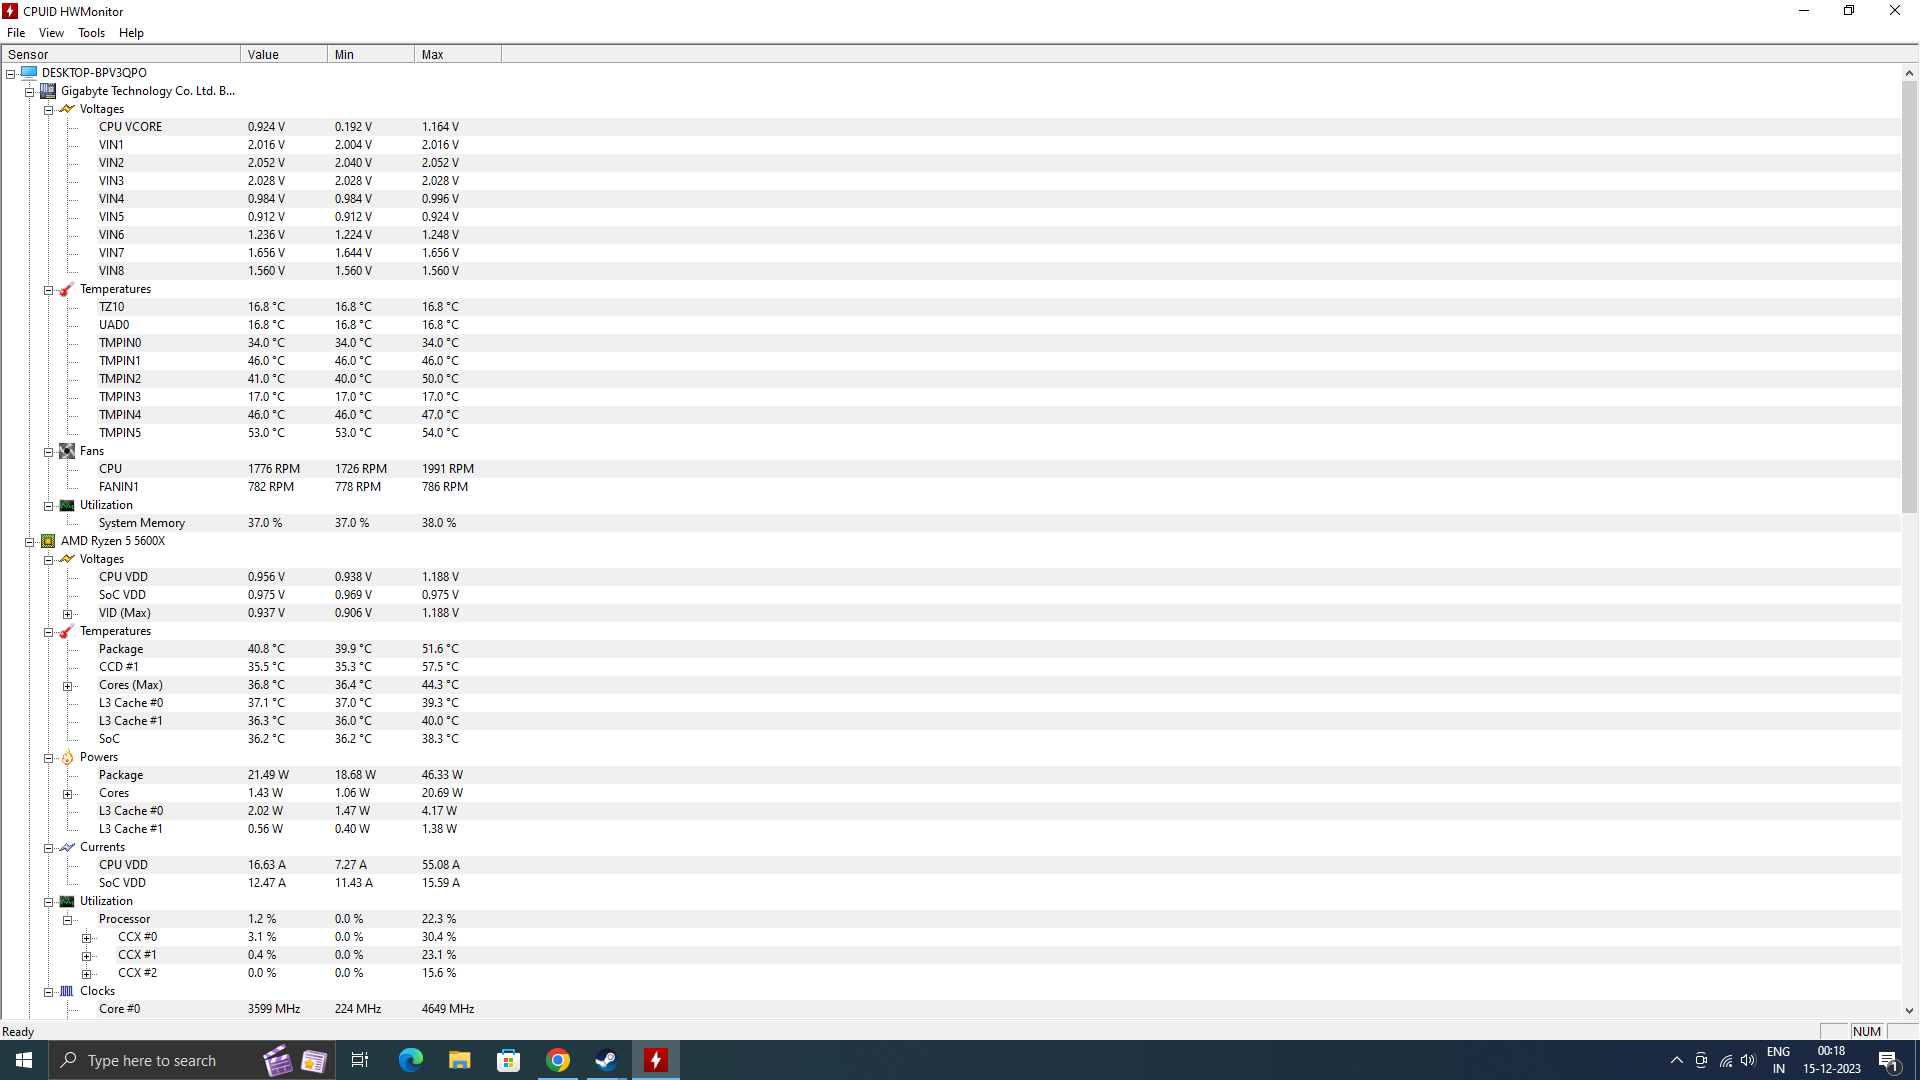 CPUID HWMonitor
File View Tools Help
Sensor Value Min Max
DESKTOP-BPV3QPO
Gigabyte Technology Co. Ltd. B...
Voltages
CPU VCORE 0.924 V 0.192 V 1.164 V
VIN1 2.016 V 2.004 V 2.016 V
VIN2 2.052 V 2.040 V 2.052 V
VIN3 2.028 V 2.028 V 2.028 V
VIN4 0.984 V 0.984 V 0.996 V
VIN5 0.912 V 0.912 V 0.924 V
VIN6 1.236 V 1.224 V 1.248 V
VIN7 1.656 V 1.644 V 1.656 V
VIN8 1.560 V 1.560 V 1.560 V
Temperatures
TZ10 16.8 °C 16.8 °C 16.8 °C
UAD0 16.8 °C 16.8 °C 16.8 °C
TMPIN0 34.0 °C 34.0 °C 34.0 °C
TMPIN1 46.0 °C 46.0 °C 46.0 °C
TMPIN2 41.0 °C 40.0 °C 50.0 °C
TMPIN3 17.0 °C 17.0 °C 17.0 °C
TMPIN4 46.0 °C 46.0 °C 47.0 °C
TMPIN5 53.0 °C 53.0 °C 54.0 °C
Fans
CPU 1776 RPM 1726 RPM 1991 RPM
FANIN1 782 RPM 778 RPM 786 RPM
Utilization
System Memory 37.0 % 37.0 % 38.0 %
AMD Ryzen 5 5600X
Voltages
CPU VDD 0.956 V 0.938 V 1.188 V
SoC VDD 0.975 V 0.969 V 0.975 V
VID (Max) 0.937 V 0.906 V 1.188 V
Temperatures
Package 40.8 °C 39.9 °C 51.6 °C
CCD #1 35.5 °C 35.3 °C 57.5 °C
Cores (Max) 36.8 °C 36.4 °C 44.3 °C
L3 Cache #0 37.1 °C 37.0 °C 39.3 °C
L3 Cache #1 36.3 °C 36.0 °C 40.0 °C
SoC 36.2 °C 36.2 °C 38.3 °C
Powers
Package 21.49 W 18.68 W 46.33 W
Cores 1.43 W 1.06 W 20.69 W
L3 Cache #0 2.02 W 1.47 W 4.17 W
L3 Cache #1 0.56 W 0.40 W 1.38 W
Currents
CPU VDD 16.63 A 7.27 A 55.08 A
SoC VDD 12.47 A 11.43 A 15.59 A
Utilization
Processor 1.2 % 0.0 % 22.3 %
CCX #0 3.1 % 0.0 % 30.4 %
CCX #1 0.4 % 0.0 % 23.1 %
CCX #2 0.0 % 0.0 % 15.6 %
Clocks
Core #0 3599 MHz 224 MHz 4649 MHz
Ready NUM
Type here to search ENG IN 00:18 15-12-2023 1